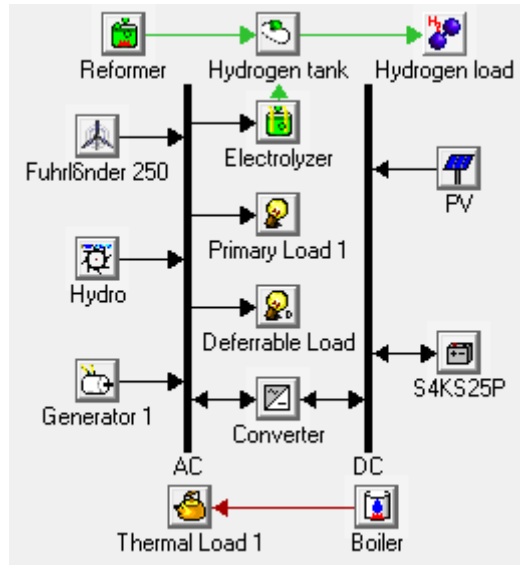 Reformer
Hydrogen tank
Hydrogen load
Fuhrlδnder 250
Electrolyzer
PV
Primary Load 1
Hydro
Deferrable Load
S4KS25P
Generator 1
Converter
AC
DC
Thermal Load 1
Boiler